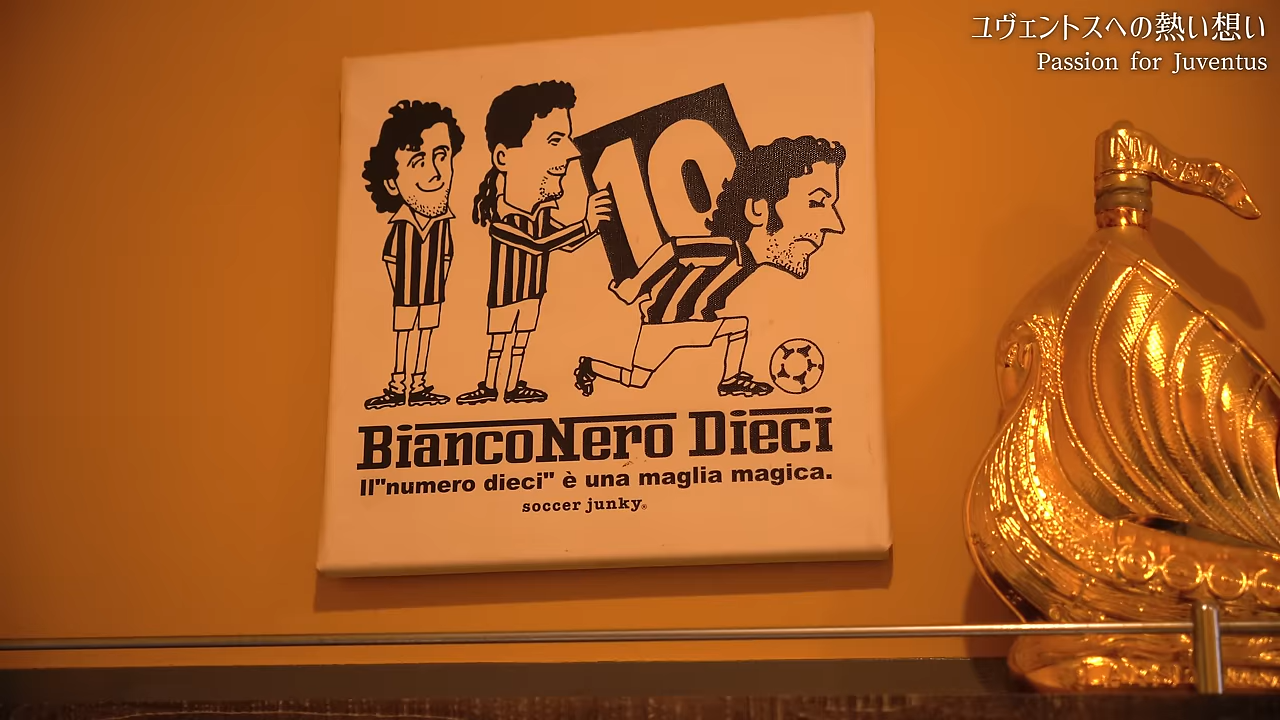 ユヴェントスへの熱い想い
Passion for Juventus
INVINCIBLE
10
BiancoNero Dieci
Il"numero dieci" è una maglia magica.
soccer junky®